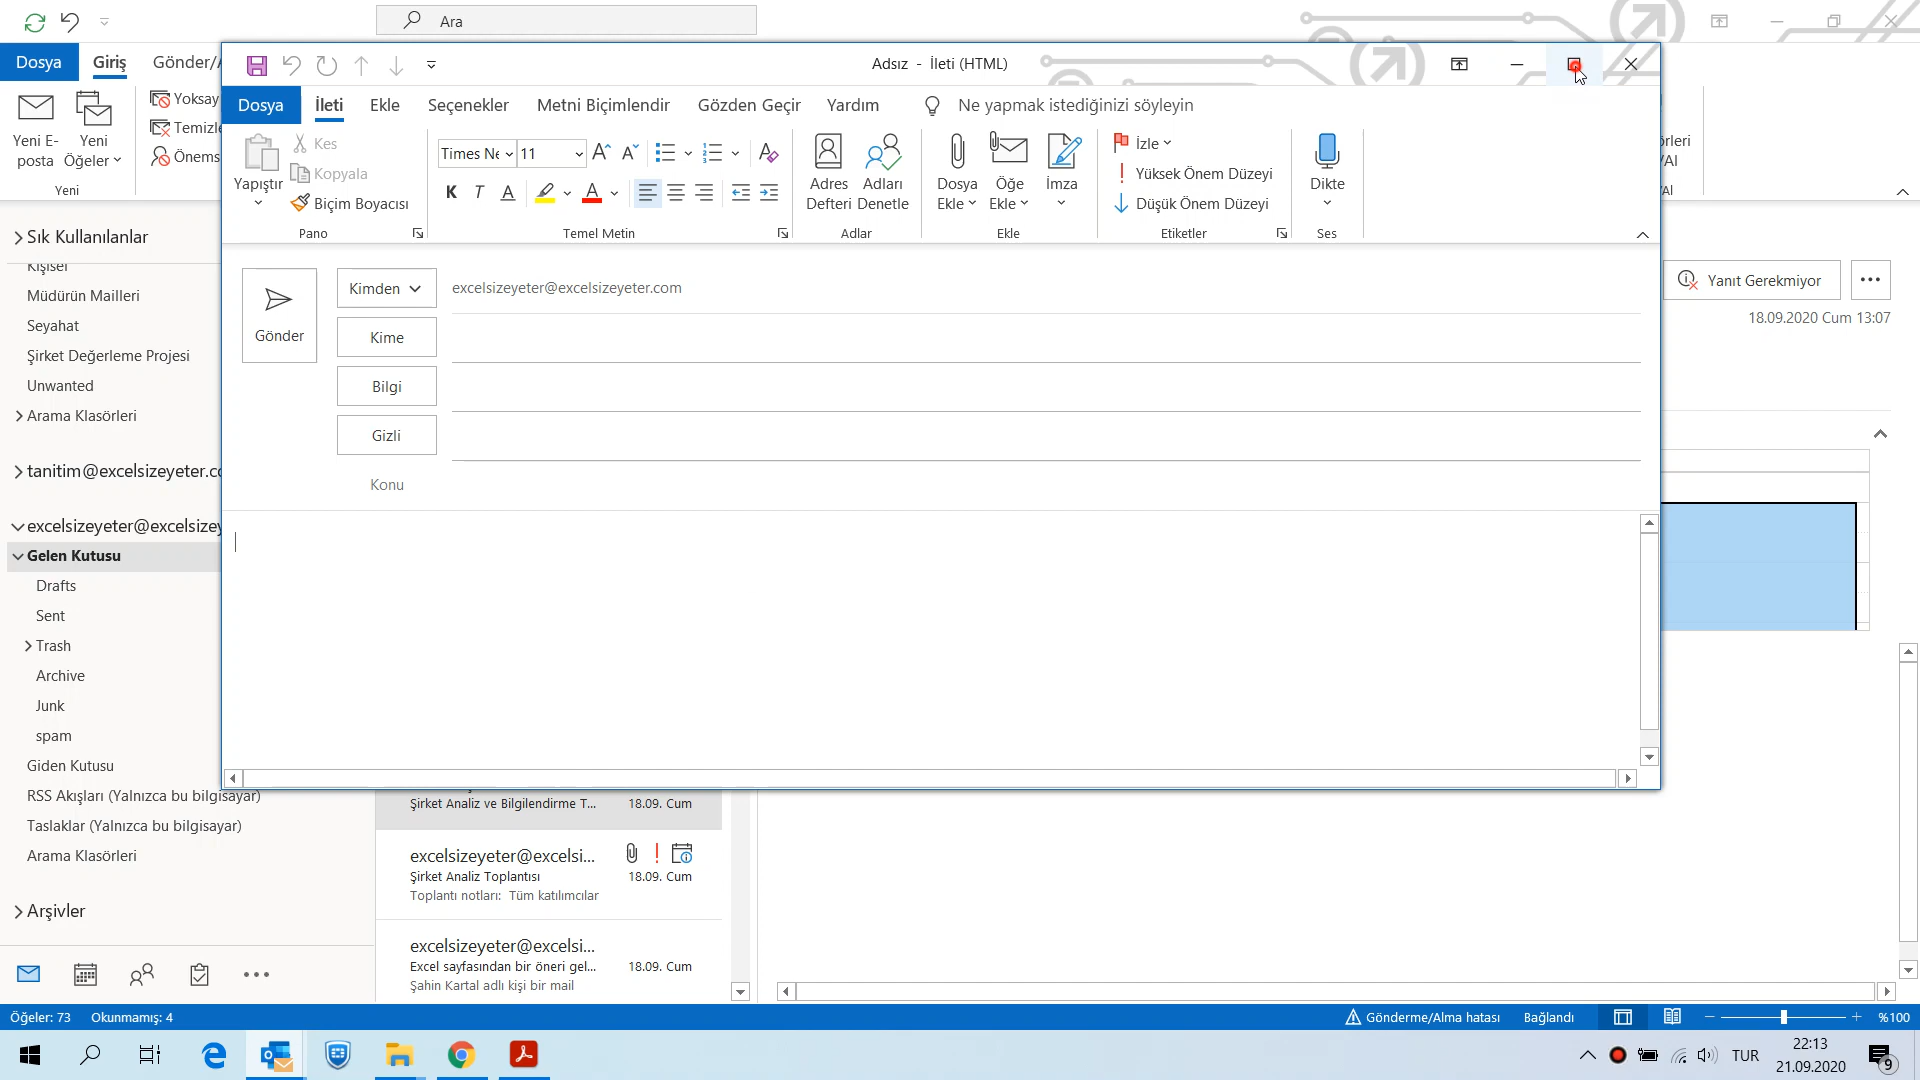 Ara
Dosya
Giriş
Gönder/A
Yeni E-
posta
Yeni
Öğeler
Yeni
Yoksay
Temizle
Önems
Adsız - İleti (HTML)
Dosya
İleti
Ekle
Seçenekler
Metni Biçimlendir
Gözden Geçir
Yardım
Ne yapmak istediğinizi söyleyin
Yapıştır
Kes
Kopyala
Biçim Boyacısı
Pano
Times Ne
11
K T A
Temel Metin
Adres
Defteri
Adları
Denetle
Adlar
Dosya
Ekle
Öğe
Ekle
İmza
Ekle
İzle
Yüksek Önem Düzeyi
Düşük Önem Düzeyi
Etiketler
Dikte
Ses
Gönder
Kimden
excelsizeyeter@excelsizeyeter.com
Kime
Bilgi
Gizli
Konu
Yanıt Gerekmiyor
18.09.2020 Cum 13:07
Sık Kullanılanlar
Kişisel
Müdürün Mailleri
Seyahat
Şirket Değerleme Projesi
Unwanted
Arama Klasörleri
tanitim@excelsizeyeter.co
excelsizeyeter@excelsizey
Gelen Kutusu
Drafts
Sent
Trash
Archive
Junk
spam
Giden Kutusu
RSS Akışları (Yalnızca bu bilgisayar)
Taslaklar (Yalnızca bu bilgisayar)
Arama Klasörleri
Arşivler
Şirket Analiz ve Bilgilendirme T... 18.09. Cum
excelsizeyeter@excelsi...
Şirket Analiz Toplantısı 18.09. Cum
Toplantı notları: Tüm katılımcılar
excelsizeyeter@excelsi...
Excel sayfasından bir öneri gel... 18.09. Cum
Şahin Kartal adlı kişi bir mail
Öğeler: 73 Okunmamış: 4
Gönderme/Alma hatası Bağlandı %100
TUR
22:13
21.09.2020
9